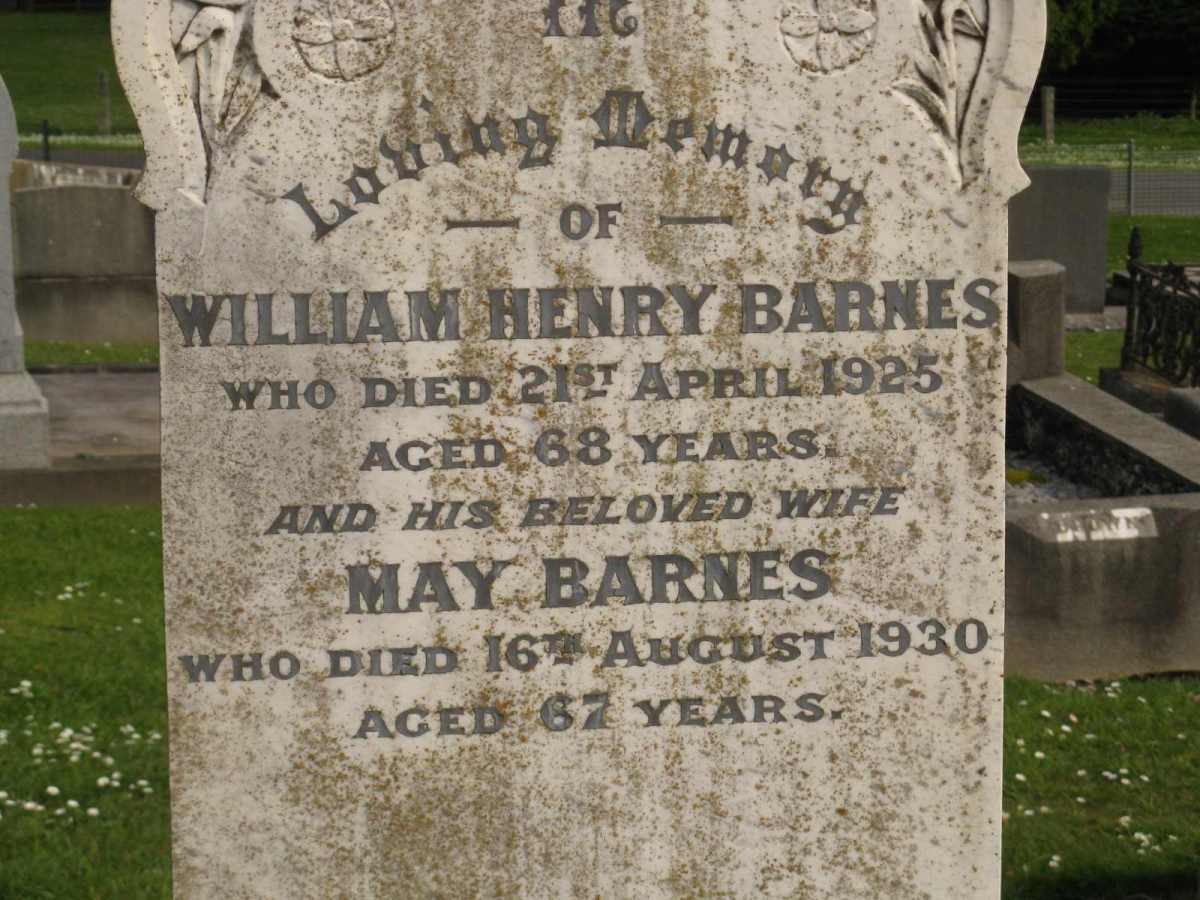 In
Loving Memory
— OF —
WILLIAM HENRY BARNES
WHO DIED 21ST APRIL 1925
AGED 68 YEARS.
AND HIS BELOVED WIFE
MAY BARNES
WHO DIED 16TH AUGUST 1930
AGED 67 YEARS.